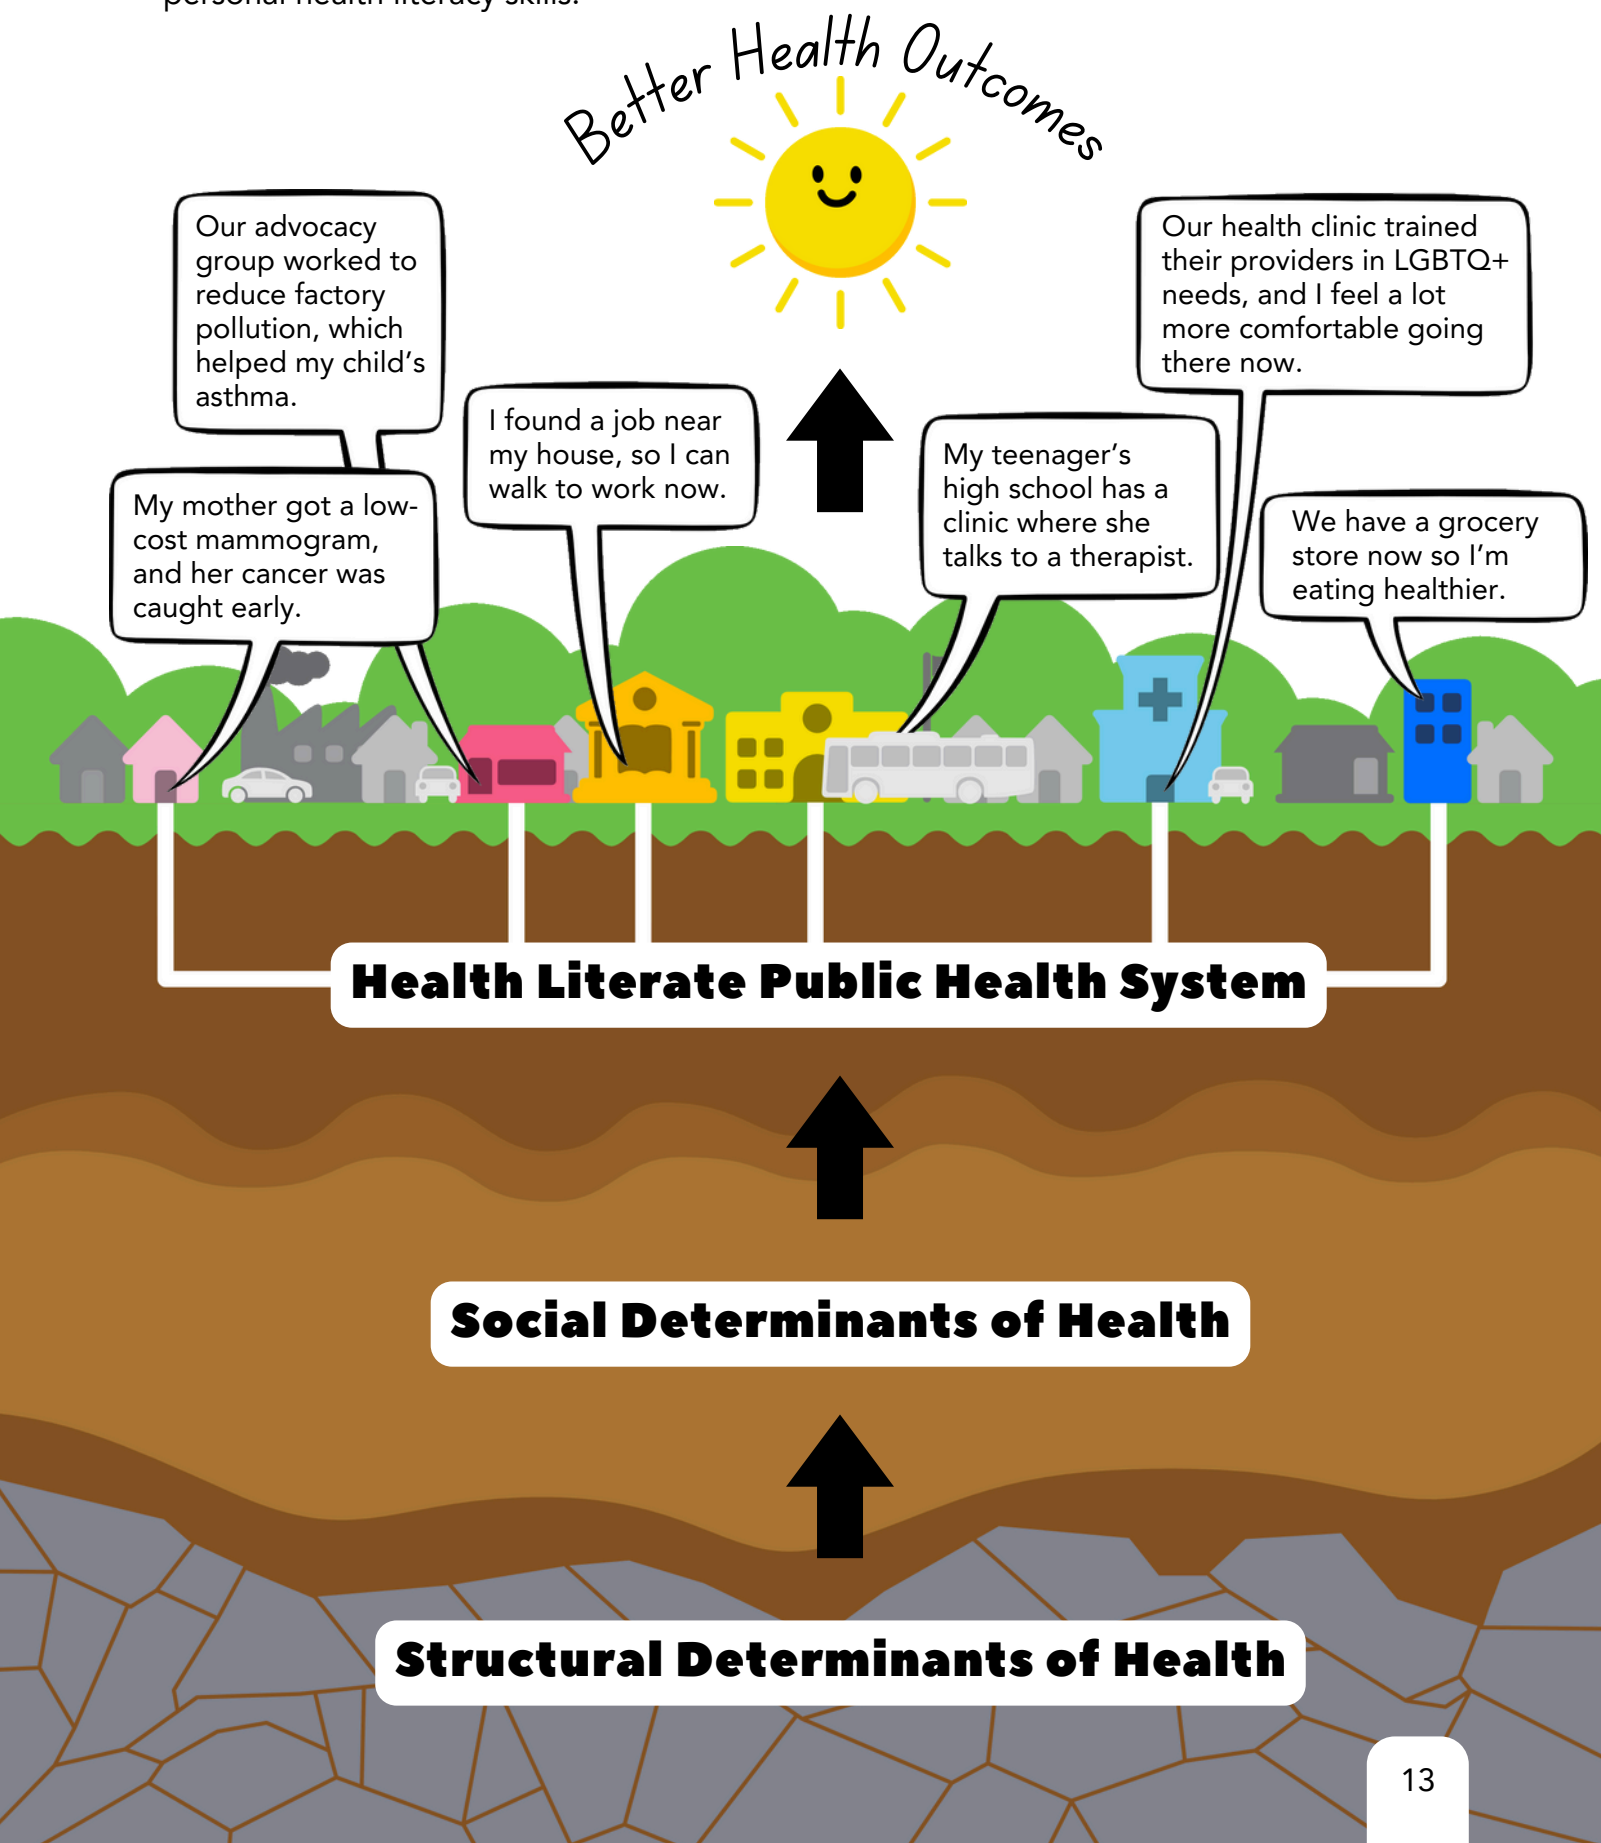 personal health literacy skills.
Better Health Outcomes
Our advocacy
group worked to
reduce factory
pollution, which
helped my child's
asthma.
My mother got a low-
cost mammogram,
and her cancer was
caught early.
I found a job near
my house, so I can
walk to work now.
My teenager's
high school has a
clinic where she
talks to a therapist.
Our health clinic trained
their providers in LGBTQ+
needs, and I feel a lot
more comfortable going
there now.
We have a grocery
store now so I'm
eating healthier.
Health Literate Public Health System
Social Determinants of Health
Structural Determinants of Health
13